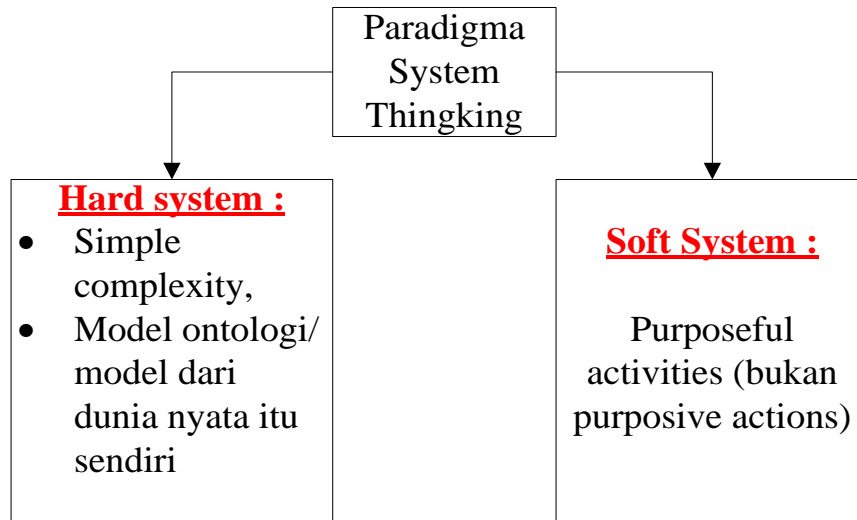 Paradigma
System
Thingking
Hard system :
• Simple
complexity,
• Model ontologi/
model dari
dunia nyata itu
sendiri
Soft System :
Purposeful
activities (bukan
purposive actions)